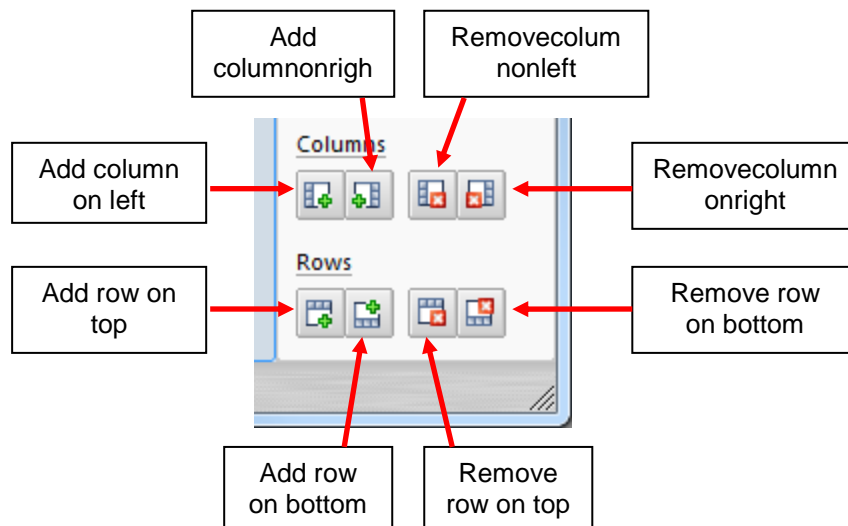 Add
columnonrigh
Removecolum
nonleft
Add column
on left
Columns
Removecolumn
onright
Add row on
top
Rows
Remove row
on bottom
Add row
on bottom
Remove
row on top